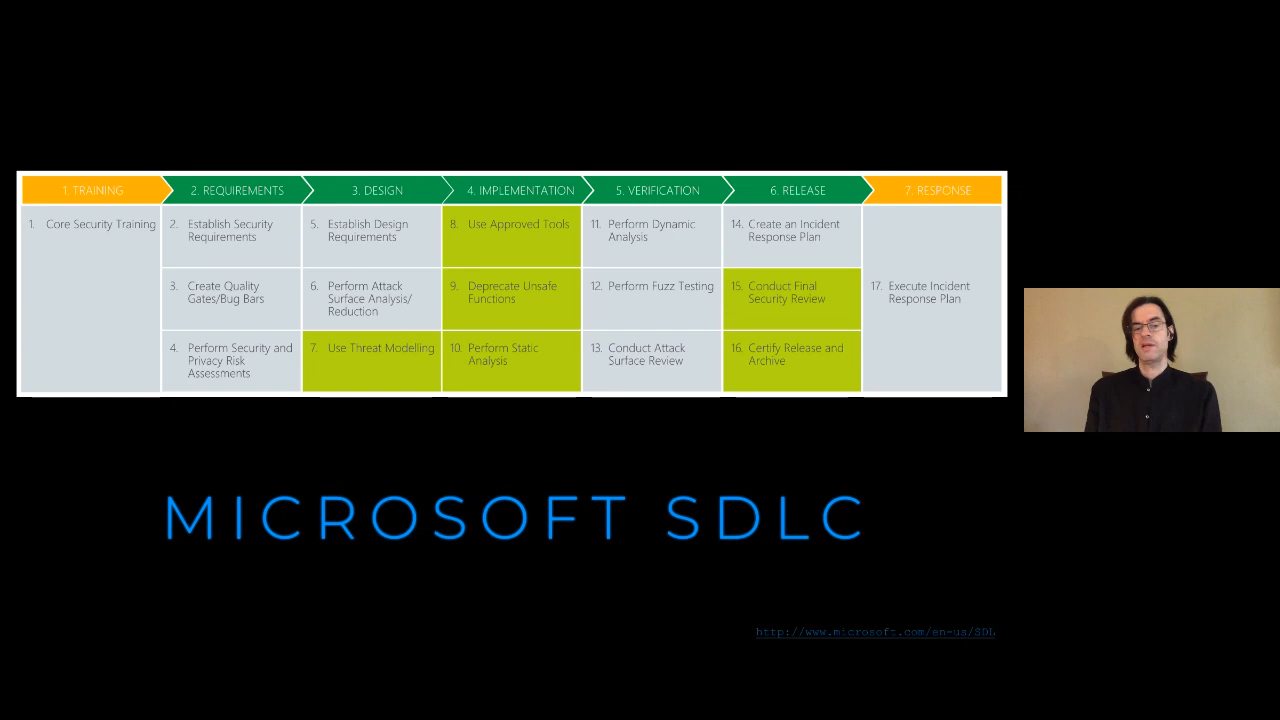 1. TRAINING
2. REQUIREMENTS
3. DESIGN
4. IMPLEMENTATION
5. VERIFICATION
6. RELEASE
7. RESPONSE
1. Core Security Training
2. Establish Security
Requirements
3. Create Quality
Gates/Bug Bars
4. Perform Security and
Privacy Risk
Assessments
5. Establish Design
Requirements
6. Perform Attack
Surface Analysis/
Reduction
7. Use Threat Modelling
8. Use Approved Tools
9. Deprecate Unsafe
Functions
10. Perform Static
Analysis
11. Perform Dynamic
Analysis
12. Perform Fuzz Testing
13. Conduct Attack
Surface Review
14. Create an Incident
Response Plan
15. Conduct Final
Security Review
16. Certify Release and
Archive
17. Execute Incident
Response Plan
MICROSOFT SDLC
http://www.microsoft.com/en-us/SDL